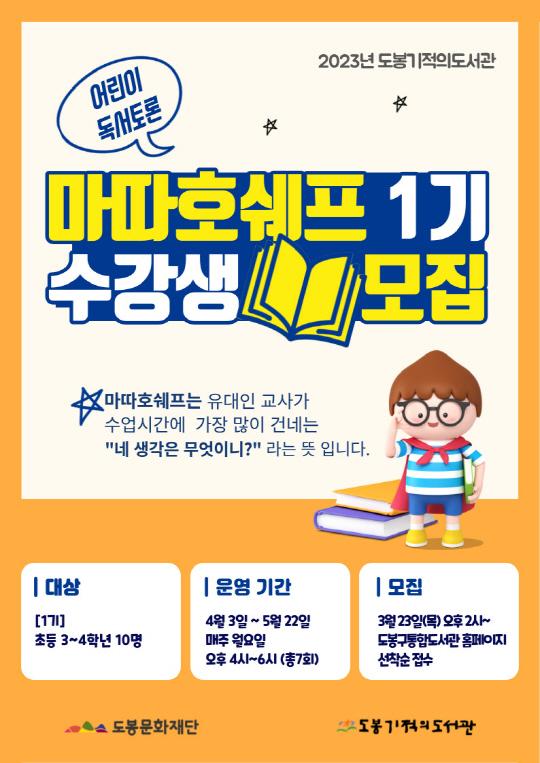 2023년 도봉기적의도서관
어린이
독서토론
마따호쉐프 1기
수강생 모집
마따호쉐프는 유대인 교사가
수업시간에 가장 많이 건네는
"네 생각은 무엇이니?" 라는 뜻 입니다.
대상
[1기]
초등 3~4학년 10명
운영 기간
4월 3일 ~ 5월 22일
매주 월요일
오후 4시~6시 (총7회)
모집
3월 23일(목) 오후 2시~
도봉구통합도서관 홈페이지
선착순 접수
도봉문화재단
도봉기적의도서관